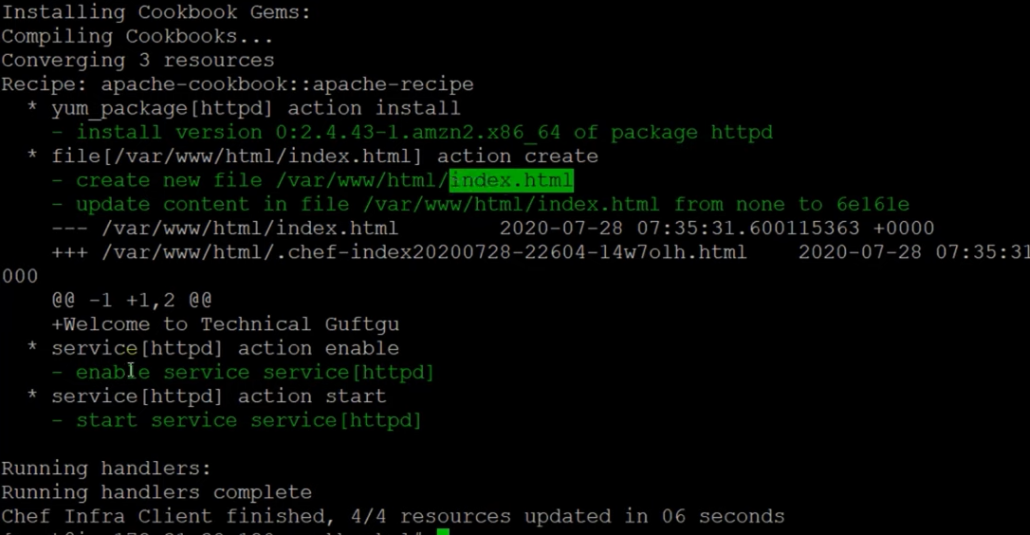 Installing Cookbook Gems:
Compiling Cookbooks...
Converging 3 resources
Recipe: apache-cookbook::apache-recipe
* yum_package[httpd] action install
- install version 0:2.4.43-1.amzn2.x86_64 of package httpd
* file[/var/www/html/index.html] action create
- create new file /var/www/html/index.html
- update content in file /var/www/html/index.html from none to 6e161e
--- /var/www/html/index.html 2020-07-28 07:35:31.600115363 +0000
+++ /var/www/html/.chef-index20200728-22604-14w7olh.html 2020-07-28 07:35:31
000
@@ -1 +1,2 @@
+Welcome to Technical Guftgu
* service[httpd] action enable
- enable service service[httpd]
* service[httpd] action start
- start service service[httpd]
Running handlers:
Running handlers complete
Chef Infra Client finished, 4/4 resources updated in 06 seconds